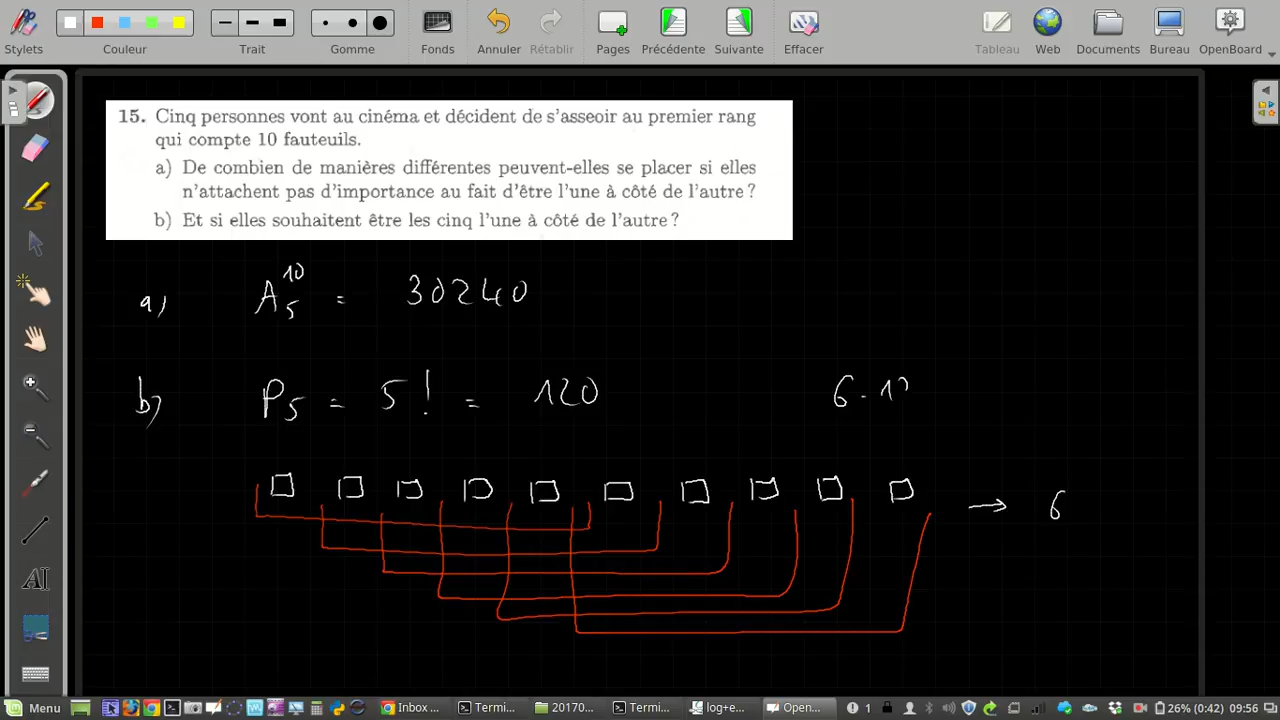 Stylets Couleur Trait Gomme Fonds Annuler Rétablir Pages Précédente Suivante Effacer Tableau Web Documents Bureau OpenBoard
15. Cinq personnes vont au cinéma et décident de s'asseoir au premier rang
qui compte 10 fauteuils.
a) De combien de manières différentes peuvent-elles se placer si elles
n'attachent pas d'importance au fait d'être l'une à côté de l'autre ?
b) Et si elles souhaitent être les cinq l'une à côté de l'autre ?
a) A 10 5 = 30240
b) P5 = 5! = 120 6 · 1
→ 6
Menu Inbox ... Termi... 20170... Termi... log+e... Open... 1 26% (0:42) 09:56